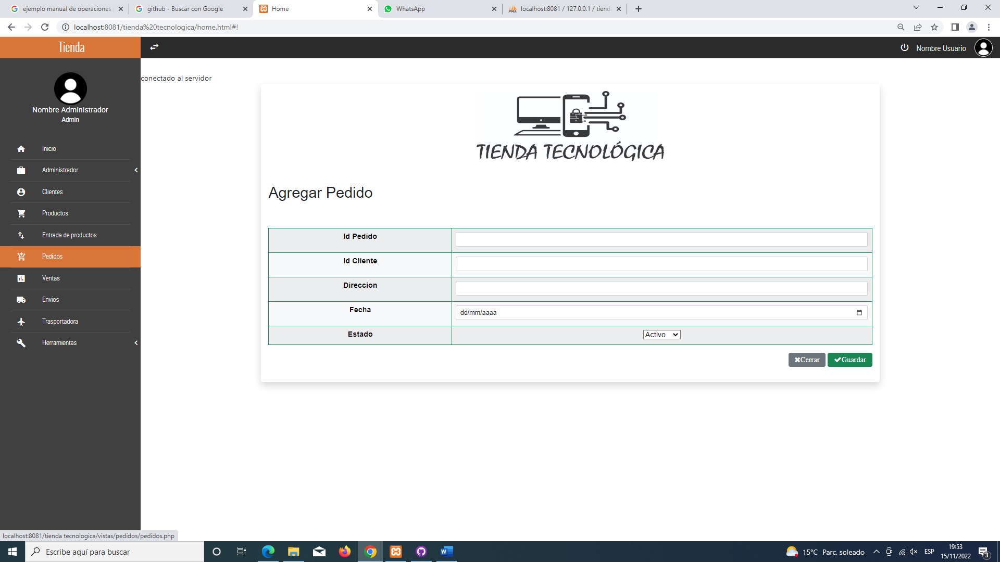 ejemplo manual de operaciones
github - Buscar con Google
Home
WhatsApp
localhost:8081 / 127.0.0.1 / tiend
localhost:8081/tienda%20tecnologica/home.html#!
Tienda
Nombre Usuario
Nombre Administrador
Admin
Inicio
Administrador
Clientes
Productos
Entrada de productos
Pedidos
Ventas
Envios
Trasportadora
Herramientas
conectado al servidor
TIENDA TECNOLÓGICA
Agregar Pedido
Id Pedido
Id Cliente
Direccion
Fecha dd/mm/aaaa
Estado Activo
Cerrar Guardar
localhost:8081/tienda tecnologica/vistas/pedidos/pedidos.php
Escribe aquí para buscar
15°C Parc. soleado
ESP
19:53
15/11/2022
3